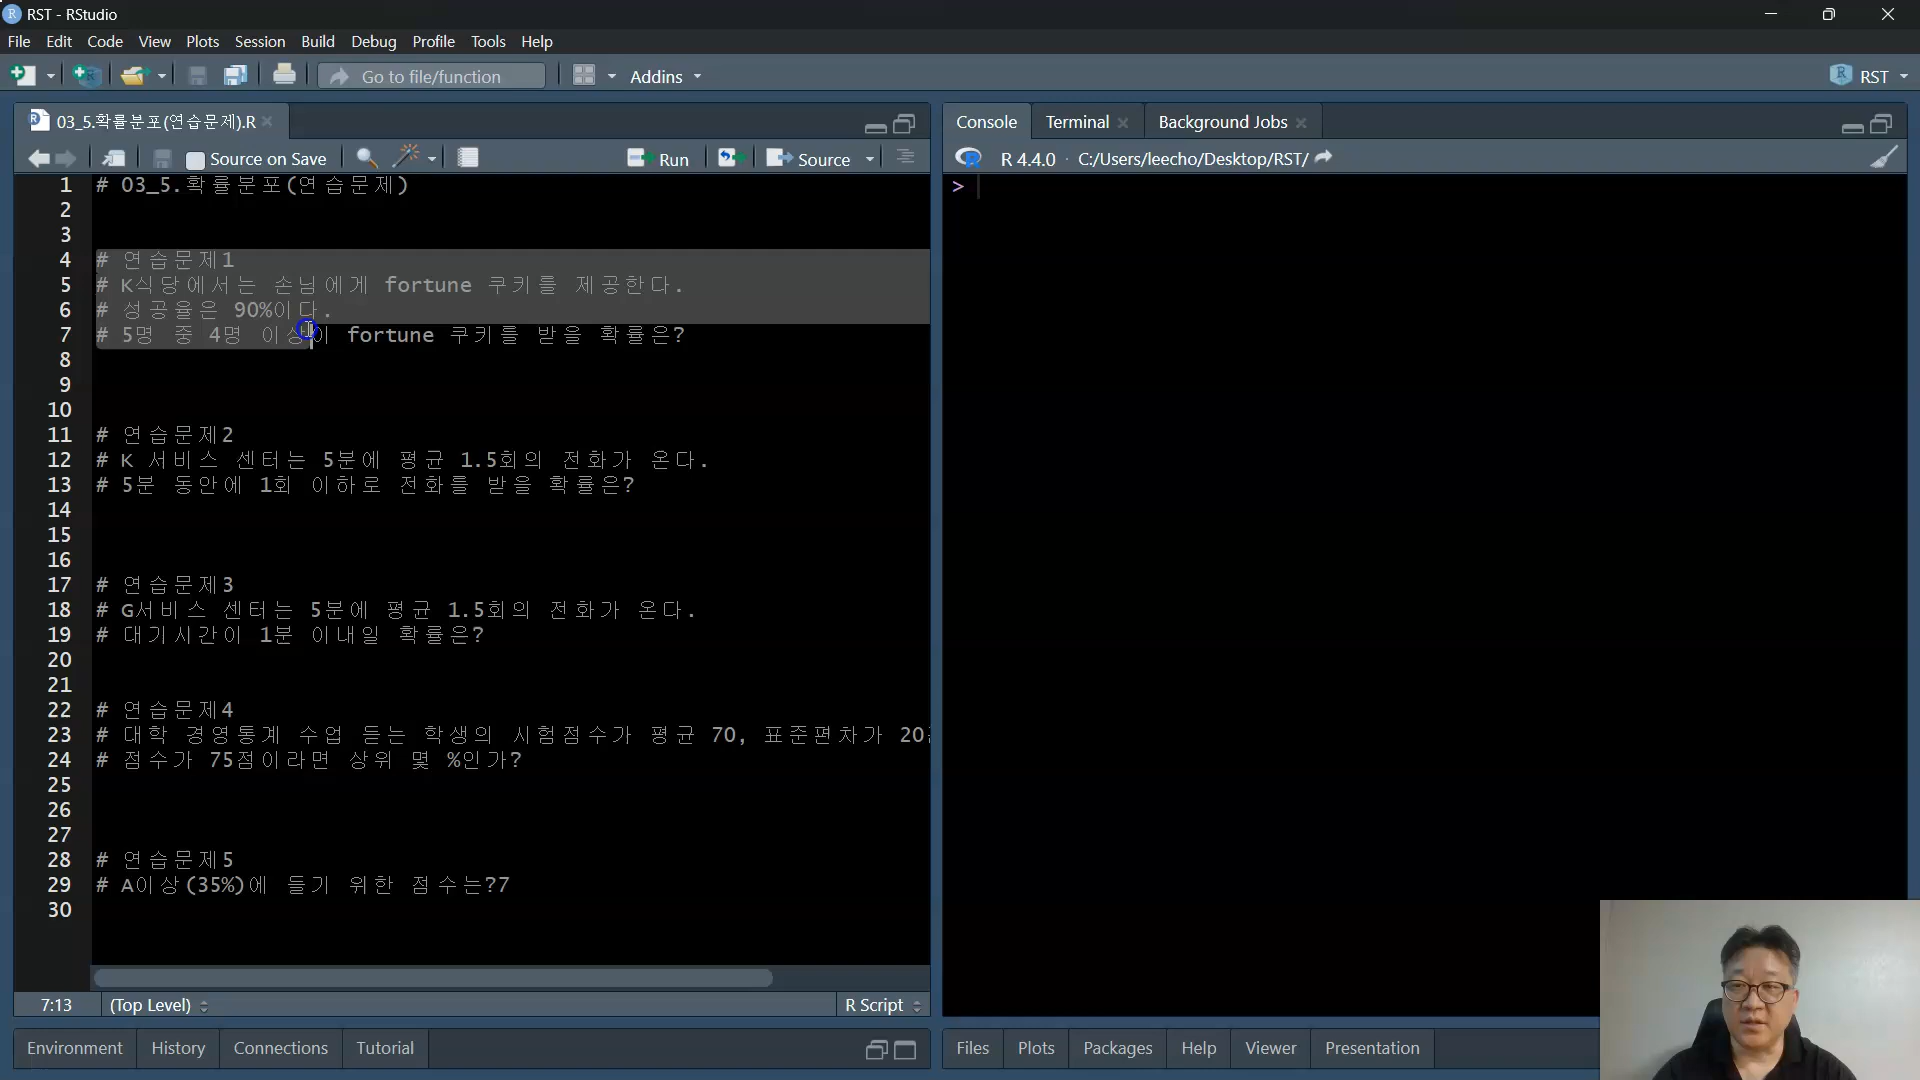 RST - RStudio
File Edit Code View Plots Session Build Debug Profile Tools Help
Go to file/function Addins RST
03_5.확률분포(연습문제).R
Source on Save Run Source
1 # 03_5.확률분포(연습문제)
2
3
4 # 연습문제1
5 # K식당에서는 손님에게 fortune 쿠키를 제공한다.
6 # 성공율은 90%이다.
7 # 5명 중 4명 이상이 fortune 쿠키를 받을 확률은?
8
9
10
11 # 연습문제2
12 # K 서비스 센터는 5분에 평균 1.5회의 전화가 온다.
13 # 5분 동안에 1회 이하로 전화를 받을 확률은?
14
15
16
17 # 연습문제3
18 # G서비스 센터는 5분에 평균 1.5회의 전화가 온다.
19 # 대기시간이 1분 이내일 확률은?
20
21
22 # 연습문제4
23 # 대학 경영통계 수업 듣는 학생의 시험점수가 평균 70, 표준편차가 20
24 # 점수가 75점이라면 상위 몇 %인가?
25
26
27
28 # 연습문제5
29 # A이상(35%)에 들기 위한 점수는?7
30
7:13 (Top Level) R Script
Environment History Connections Tutorial
Console Terminal Background Jobs
R 4.4.0 · C:/Users/leecho/Desktop/RST/
>
Files Plots Packages Help Viewer Presentation